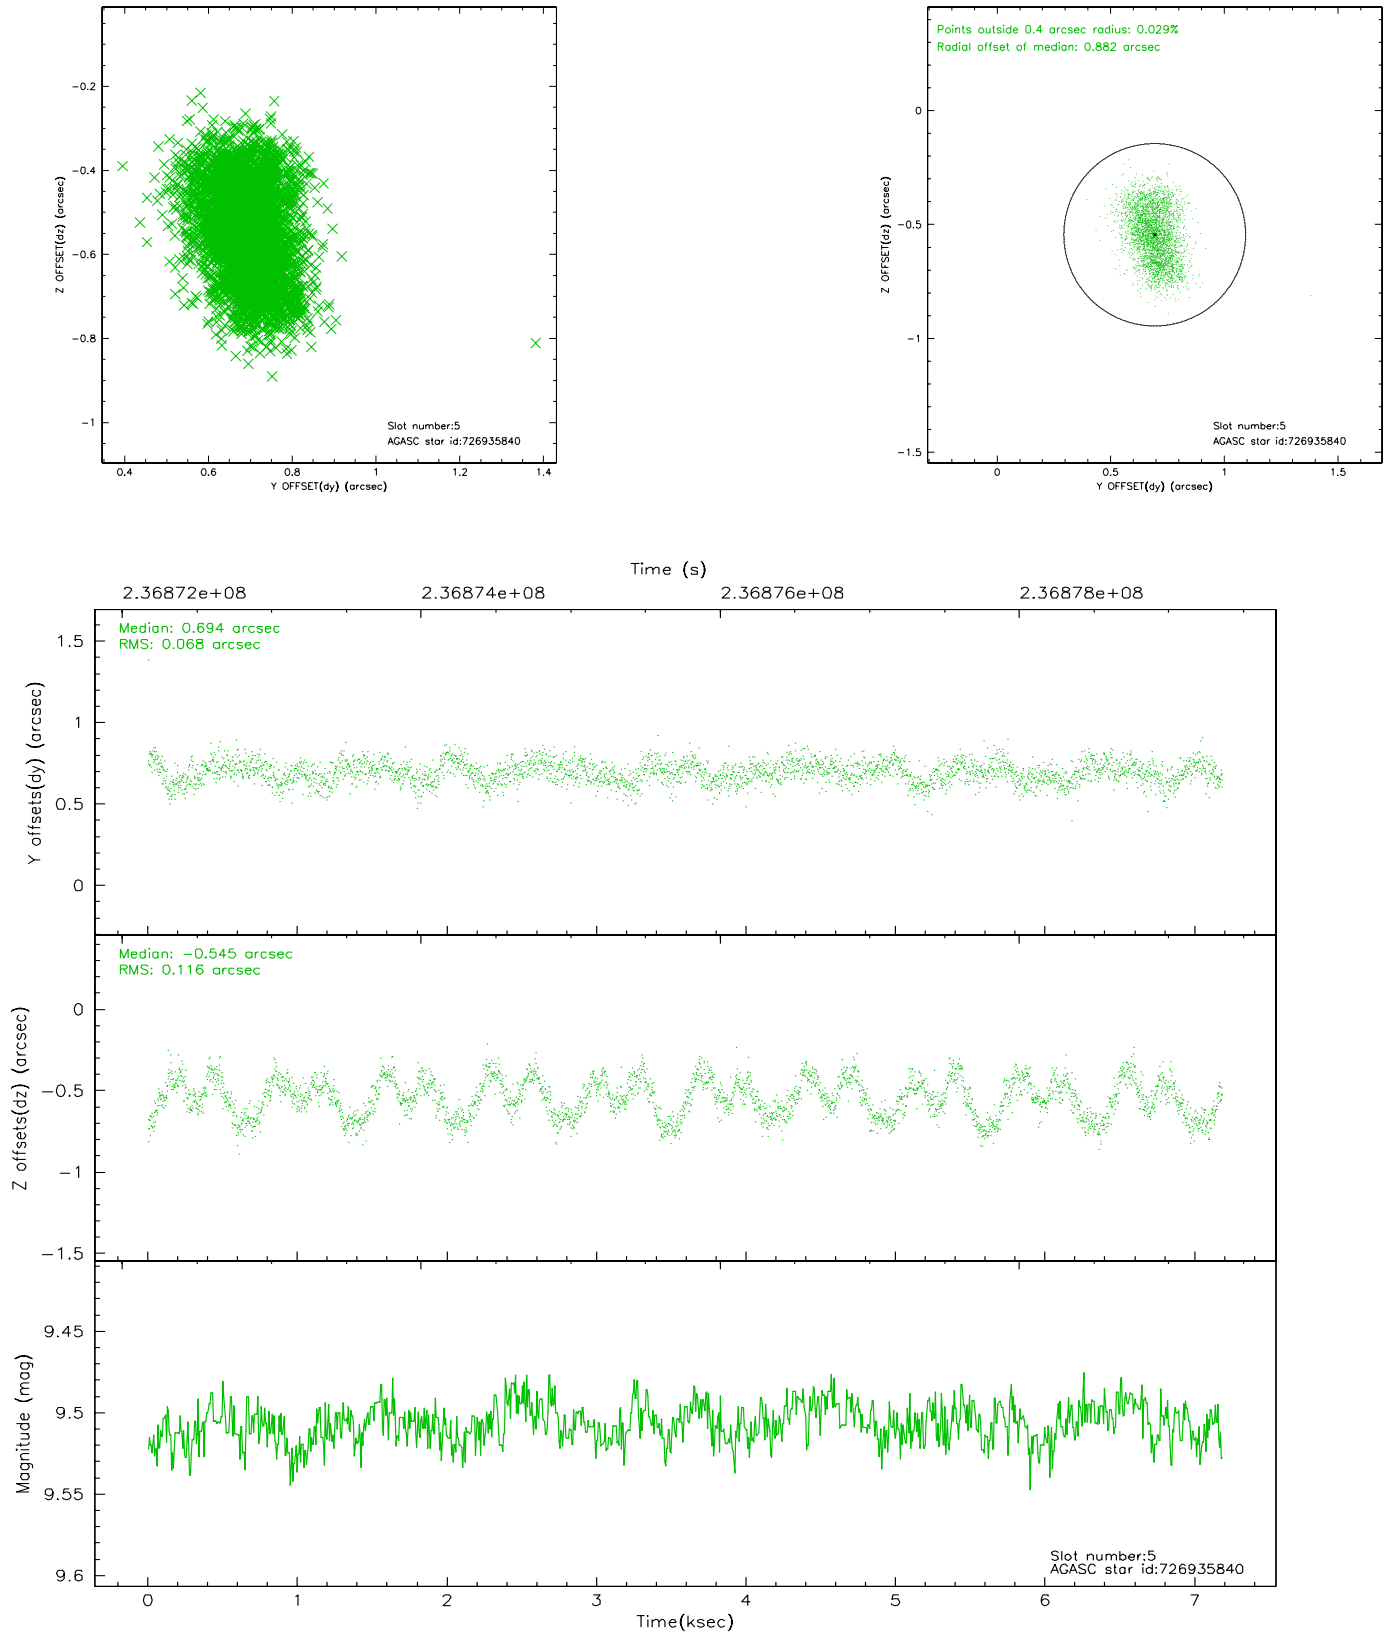 -0.2
-0.4
-0.6
-0.8
-1
Z OFFSET(dz) (arcsec)
Slot number:5
AGASC star id:726935840
0.4 0.6 0.8 1 1.2 1.4
Y OFFSET(dy) (arcsec)
Points outside 0.4 arcsec radius: 0.029%
Radial offset of median: 0.882 arcsec
0
-0.5
-1
-1.5
Z OFFSET(dz) (arcsec)
Slot number:5
AGASC star id:726935840
0 0.5 1 1.5
Y OFFSET(dy) (arcsec)
Time (s)
2.36872e+08 2.36874e+08 2.36876e+08 2.36878e+08
Median: 0.694 arcsec
RMS: 0.068 arcsec
1.5
1
0.5
0
Y offsets(dy) (arcsec)
Median: -0.545 arcsec
RMS: 0.116 arcsec
0
-0.5
-1
-1.5
Z offsets(dz) (arcsec)
9.45
9.5
9.55
9.6
Magnitude (mag)
Slot number:5
AGASC star id:726935840
0 1 2 3 4 5 6 7
Time(ksec)